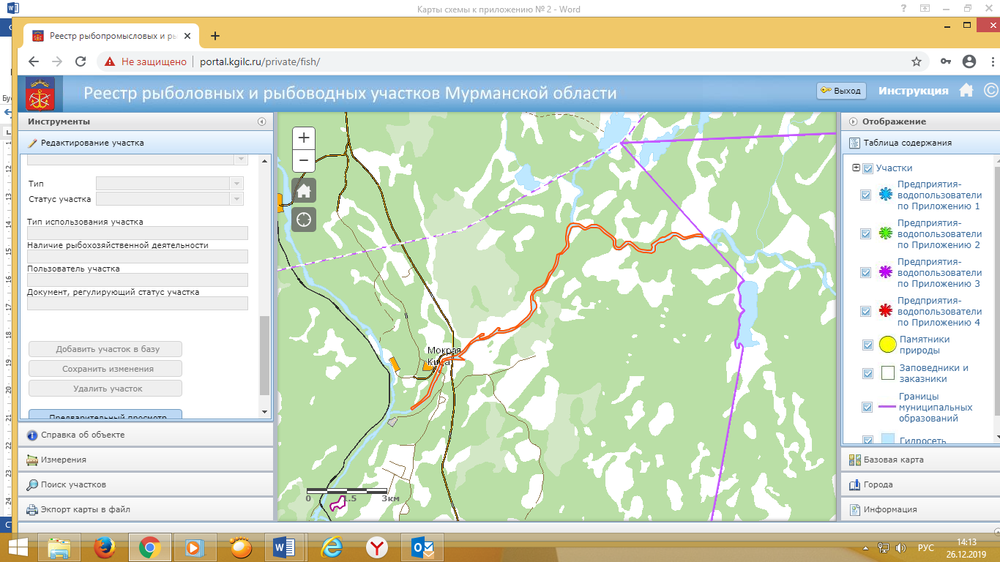 Карты схемы к приложению № 2 - Word
Реестр рыбопромысловых и ры
Не защищено
portal.kgilc.ru/private/fish/
Реестр рыболовных и рыбоводных участков Мурманской области
Выход
Инструкция
Инструменты
Редактирование участка
Тип
Статус участка
Тип использования участка
Наличие рыбохозяйственной деятельности
Пользователь участка
Документ, регулирующий статус участка
Добавить участок в базу
Сохранить изменения
Удалить участок
Предварительный просмотр
Справка об объекте
Измерения
Поиск участков
Экспорт карты в файл
+
−
Мокрая
Кица
0 1.5 3км
Отображение
Таблица содержания
Участки
Предприятия-
водопользователи
по Приложению 1
Предприятия-
водопользователи
по Приложению 2
Предприятия-
водопользователи
по Приложению 3
Предприятия-
водопользователи
по Приложению 4
Памятники
природы
Заповедники и
заказники
Границы
муниципальных
образований
Гидросеть
Базовая карта
Города
Информация
РУС
14:13
26.12.2019